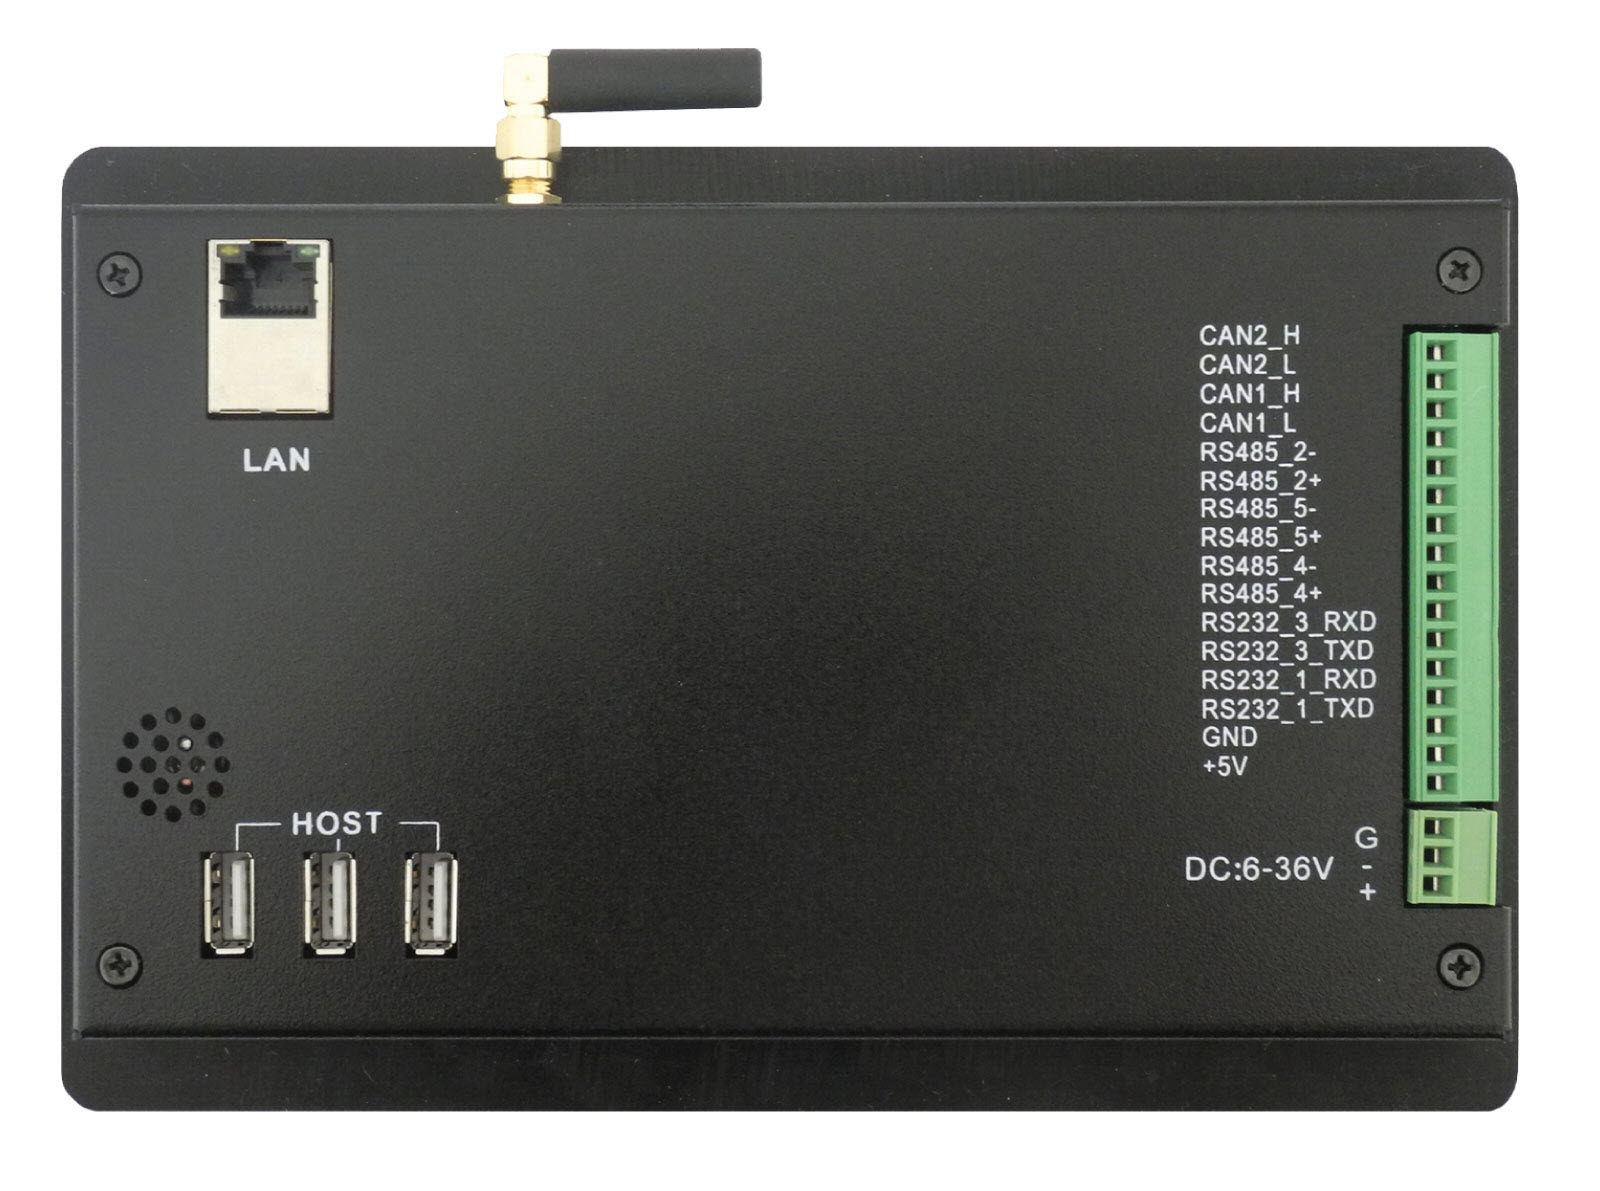 LAN
CAN2_H
CAN2_L
CAN1_H
CAN1_L
RS485_2-
RS485_2+
RS485_5-
RS485_5+
RS485_4-
RS485_4+
RS232_3_RXD
RS232_3_TXD
RS232_1_RXD
RS232_1_TXD
GND
+5V
HOST
G
DC:6-36V -
+